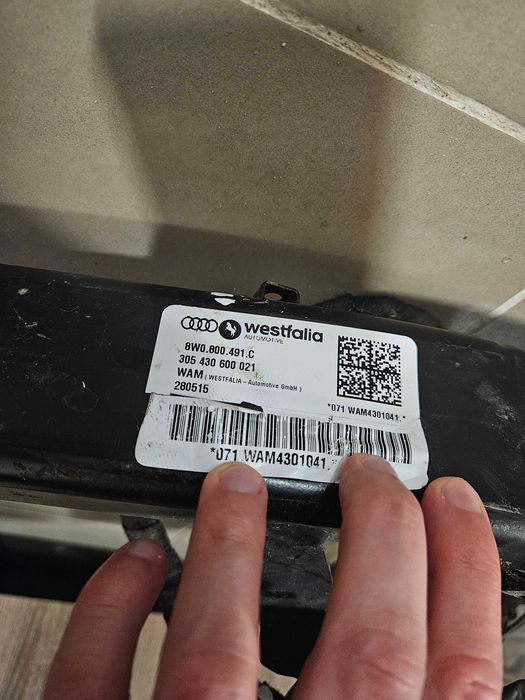 westfalia
AUTOMOTIVE
8W0.800.491.C
305 430 600 021
WAM ( WESTFALIA - Automotive GmbH )
280515
*071 WAM4301041.*
*071 WAM4301041.*